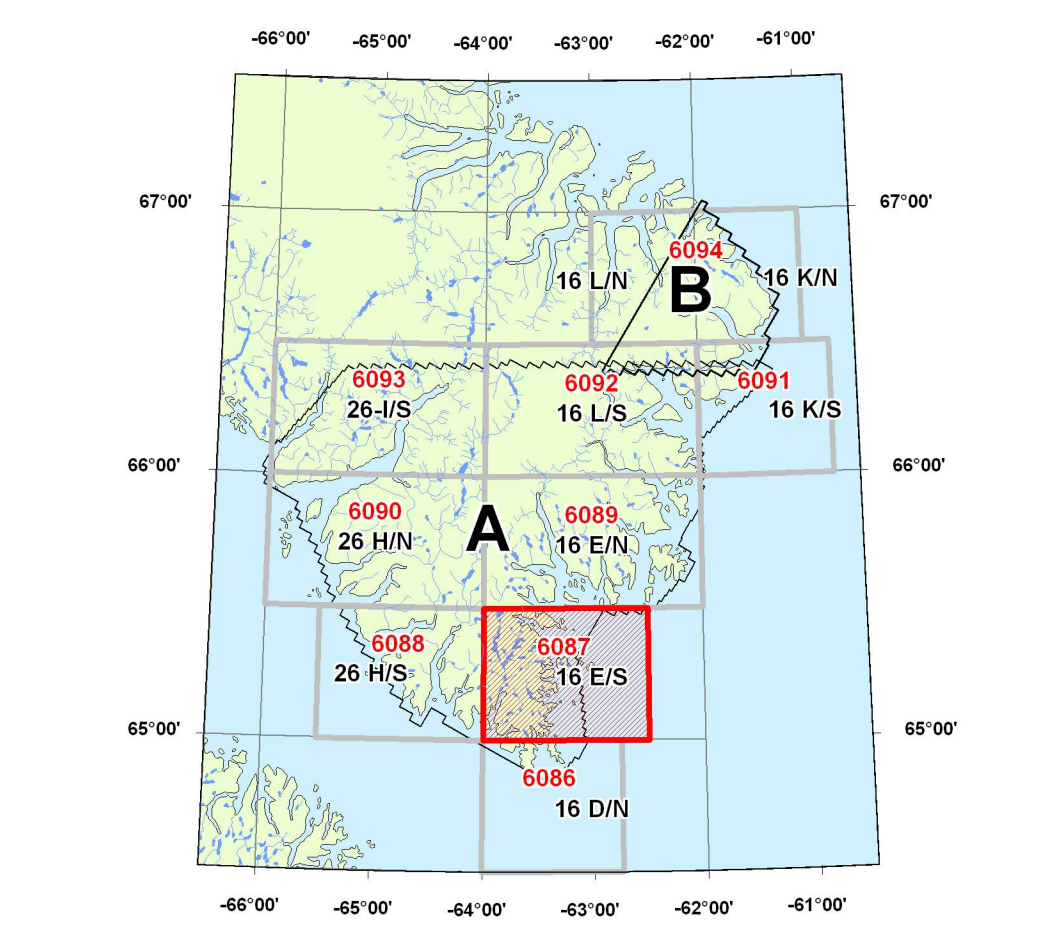 -66°00' -65°00' -64°00' -63°00' -62°00' -61°00'
67°00' 67°00'
6094
16 L/N B 16 K/N
6093 6092 6091
26-I/S 16 L/S 16 K/S
66°00' 66°00'
6090 A 6089
26 H/N 16 E/N
6088 6087
26 H/S 16 E/S
65°00' 65°00'
6086
16 D/N
-66°00' -65°00' -64°00' -63°00' -62°00' -61°00'